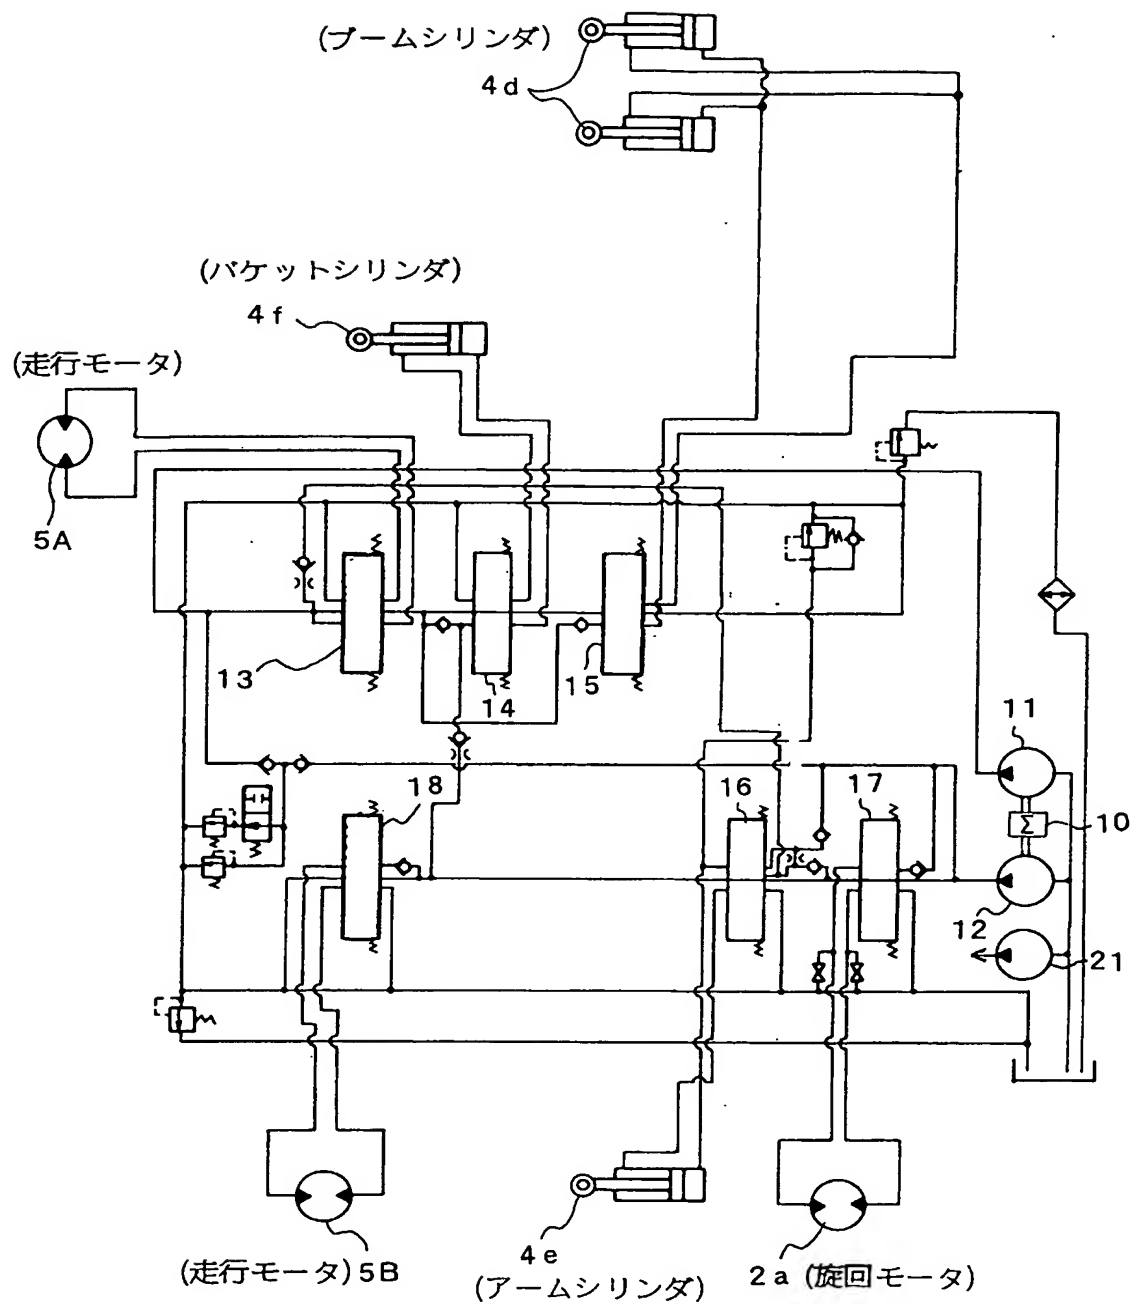 (ブームシリンダ)
4d
(バケットシリンダ)
4f
(走行モータ)
5A
13
14
15
11
18
16
17
Σ
10
12
21
(走行モータ) 5B
4e
(アームシリンダ)
2a (旋回モータ)